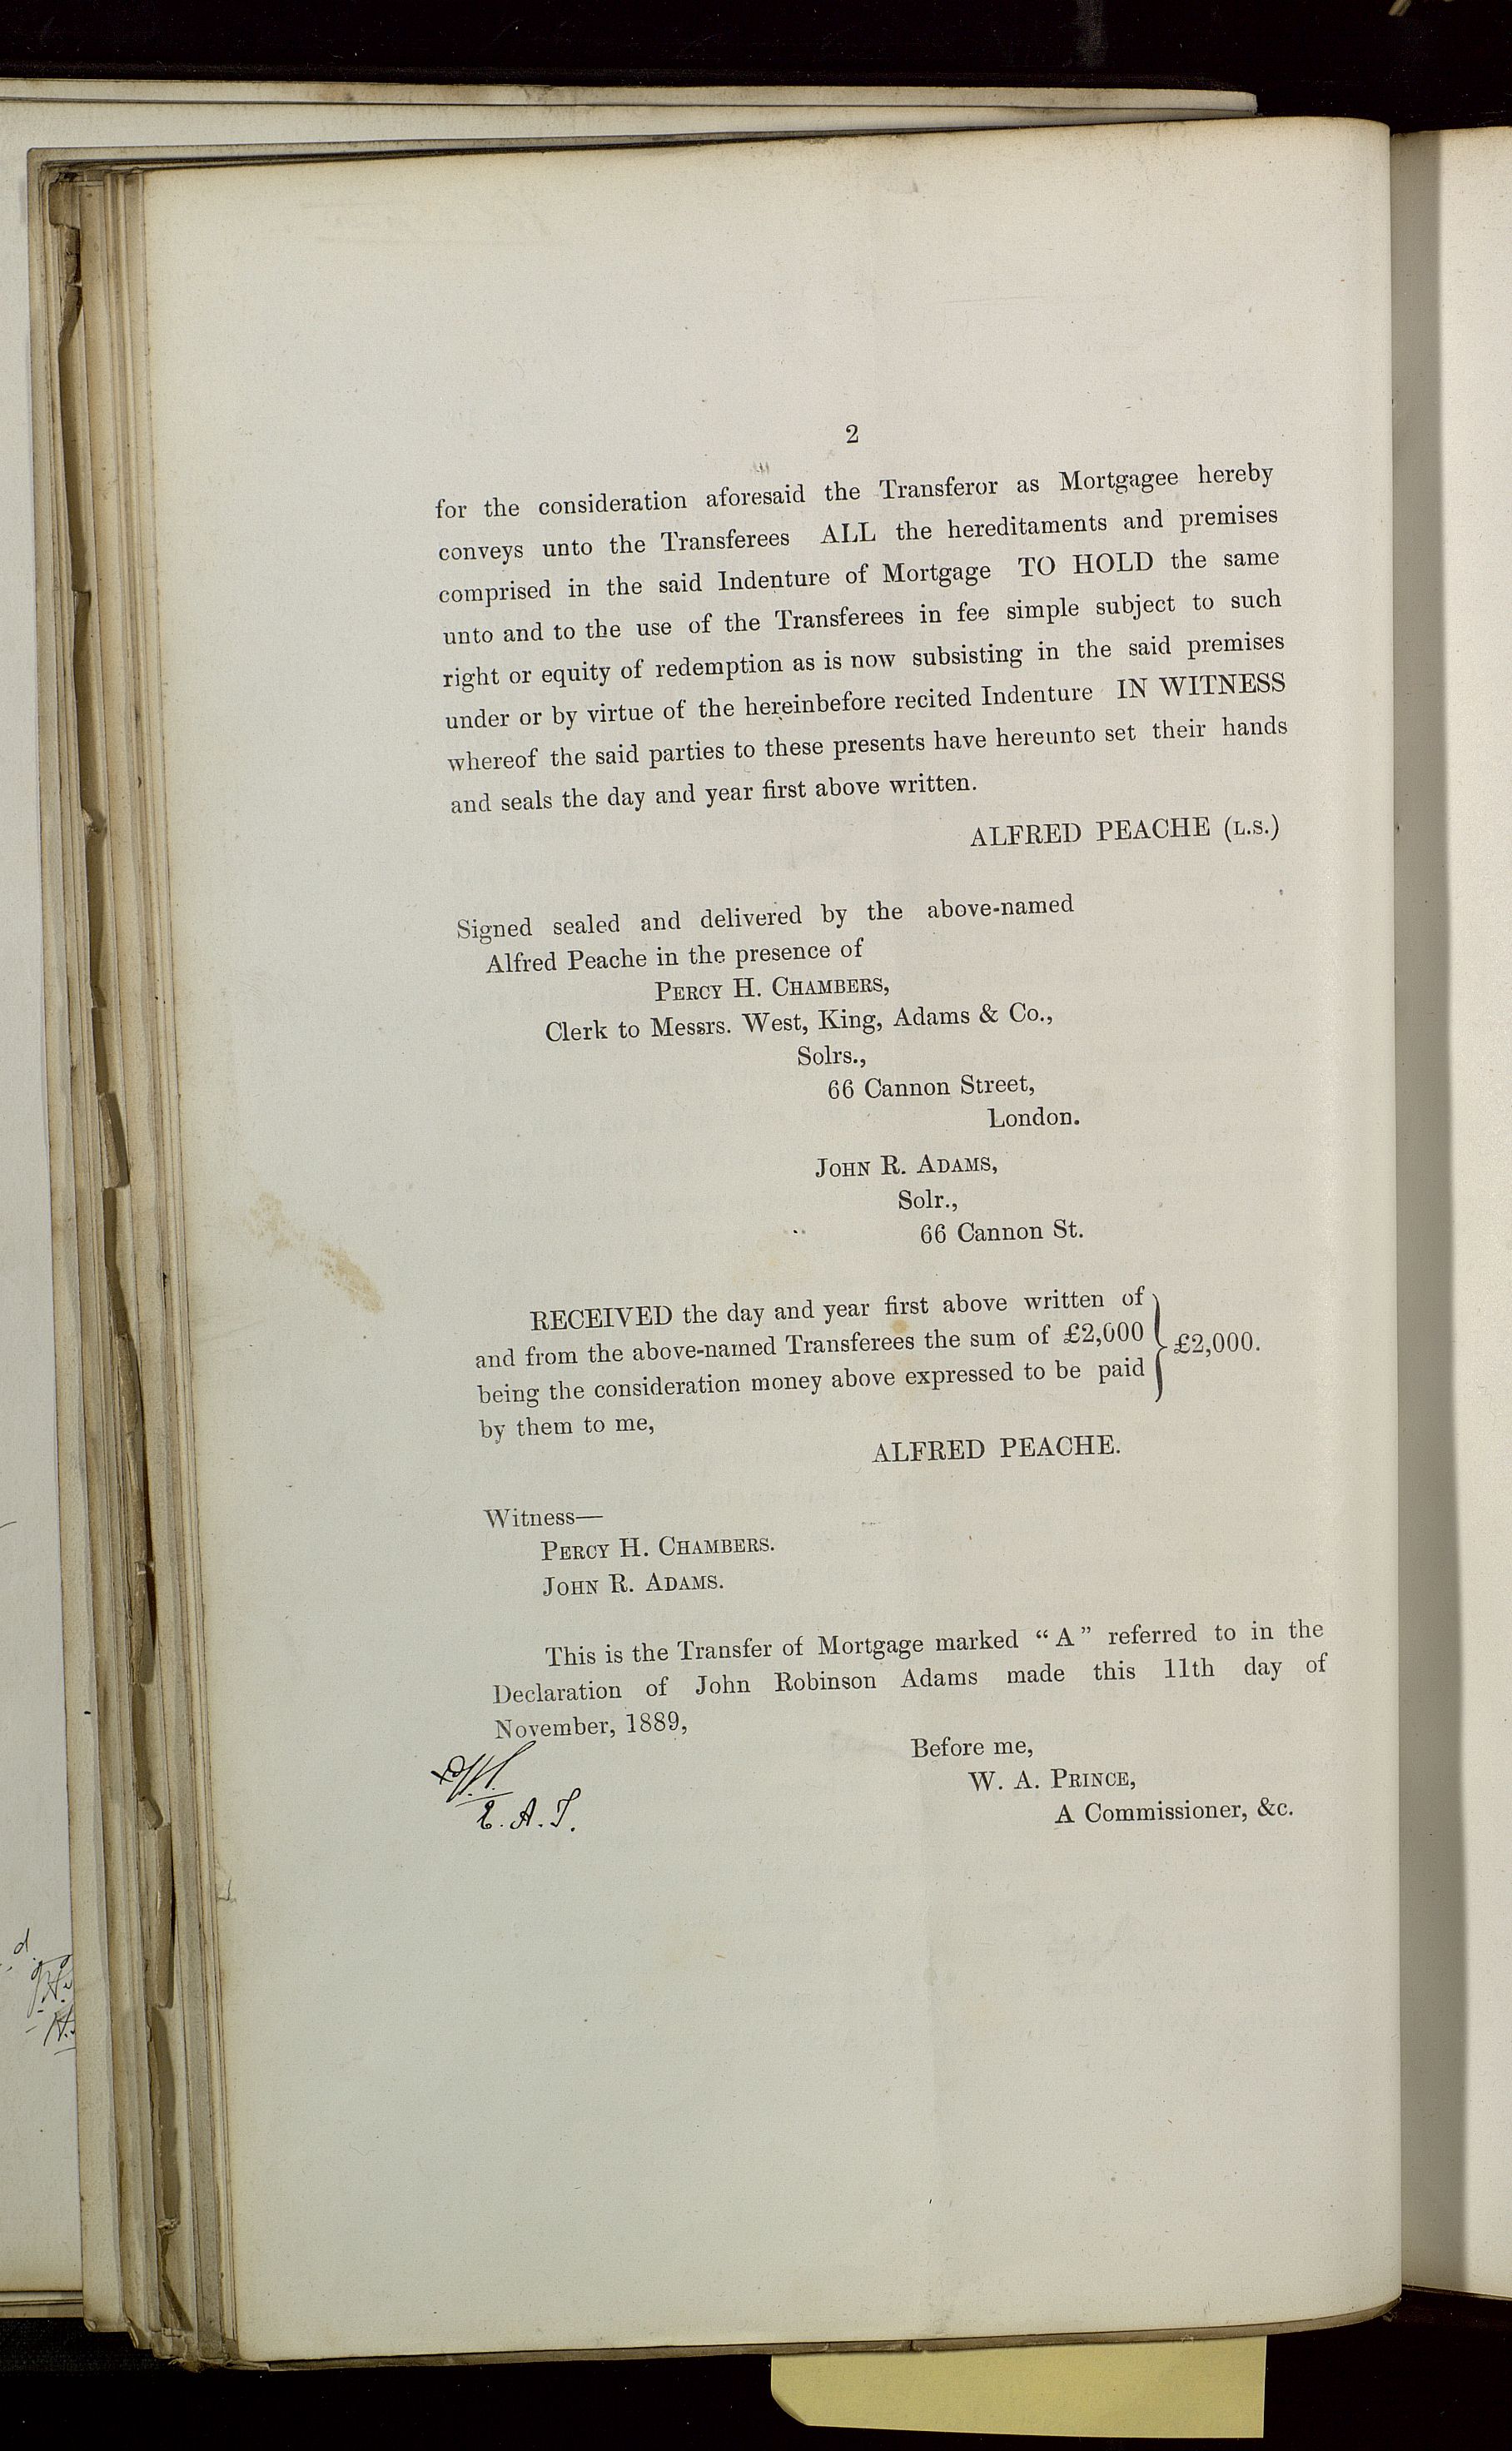 2
for the consideration aforesaid the Transferor as Mortgagee hereby
conveys unto the Transferees ALL the hereditaments and premises
comprised in the said Indenture of Mortgage TO HOLD the same
unto and to the use of the Transferees in fee simple subject to such
right or equity of redemption as is now subsisting in the said premises
under or by virtue of the hereinbefore recited Indenture IN WITNESS
whereof the said parties to these presents have hereunto set their hands
and seals the day and year first above written.
ALFRED PEACHE (L.S.)
Signed sealed and delivered by the above-named
Alfred Peache in the presence of
PERCY H. CHAMBERS,
Clerk to Messrs. West, King, Adams & Co.,
Solrs.,
66 Cannon Street,
London.
JOHN R. ADAMS,
Solr.,
66 Cannon St.
RECEIVED the day and year first above written of
and from the above-named Transferees the sum of £2,000
being the consideration money above expressed to be paid
by them to me,
£2,000.
ALFRED PEACHE.
Witness—
PERCY H. CHAMBERS.
JOHN R. ADAMS.
This is the Transfer of Mortgage marked “A” referred to in the
Declaration of John Robinson Adams made this 11th day of
November, 1889,
Before me,
W. A. PRINCE,
A Commissioner, &c.